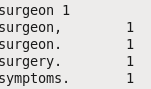 surgeon 1
surgeon, 1
surgeon. 1
surgery. 1
symptoms. 1